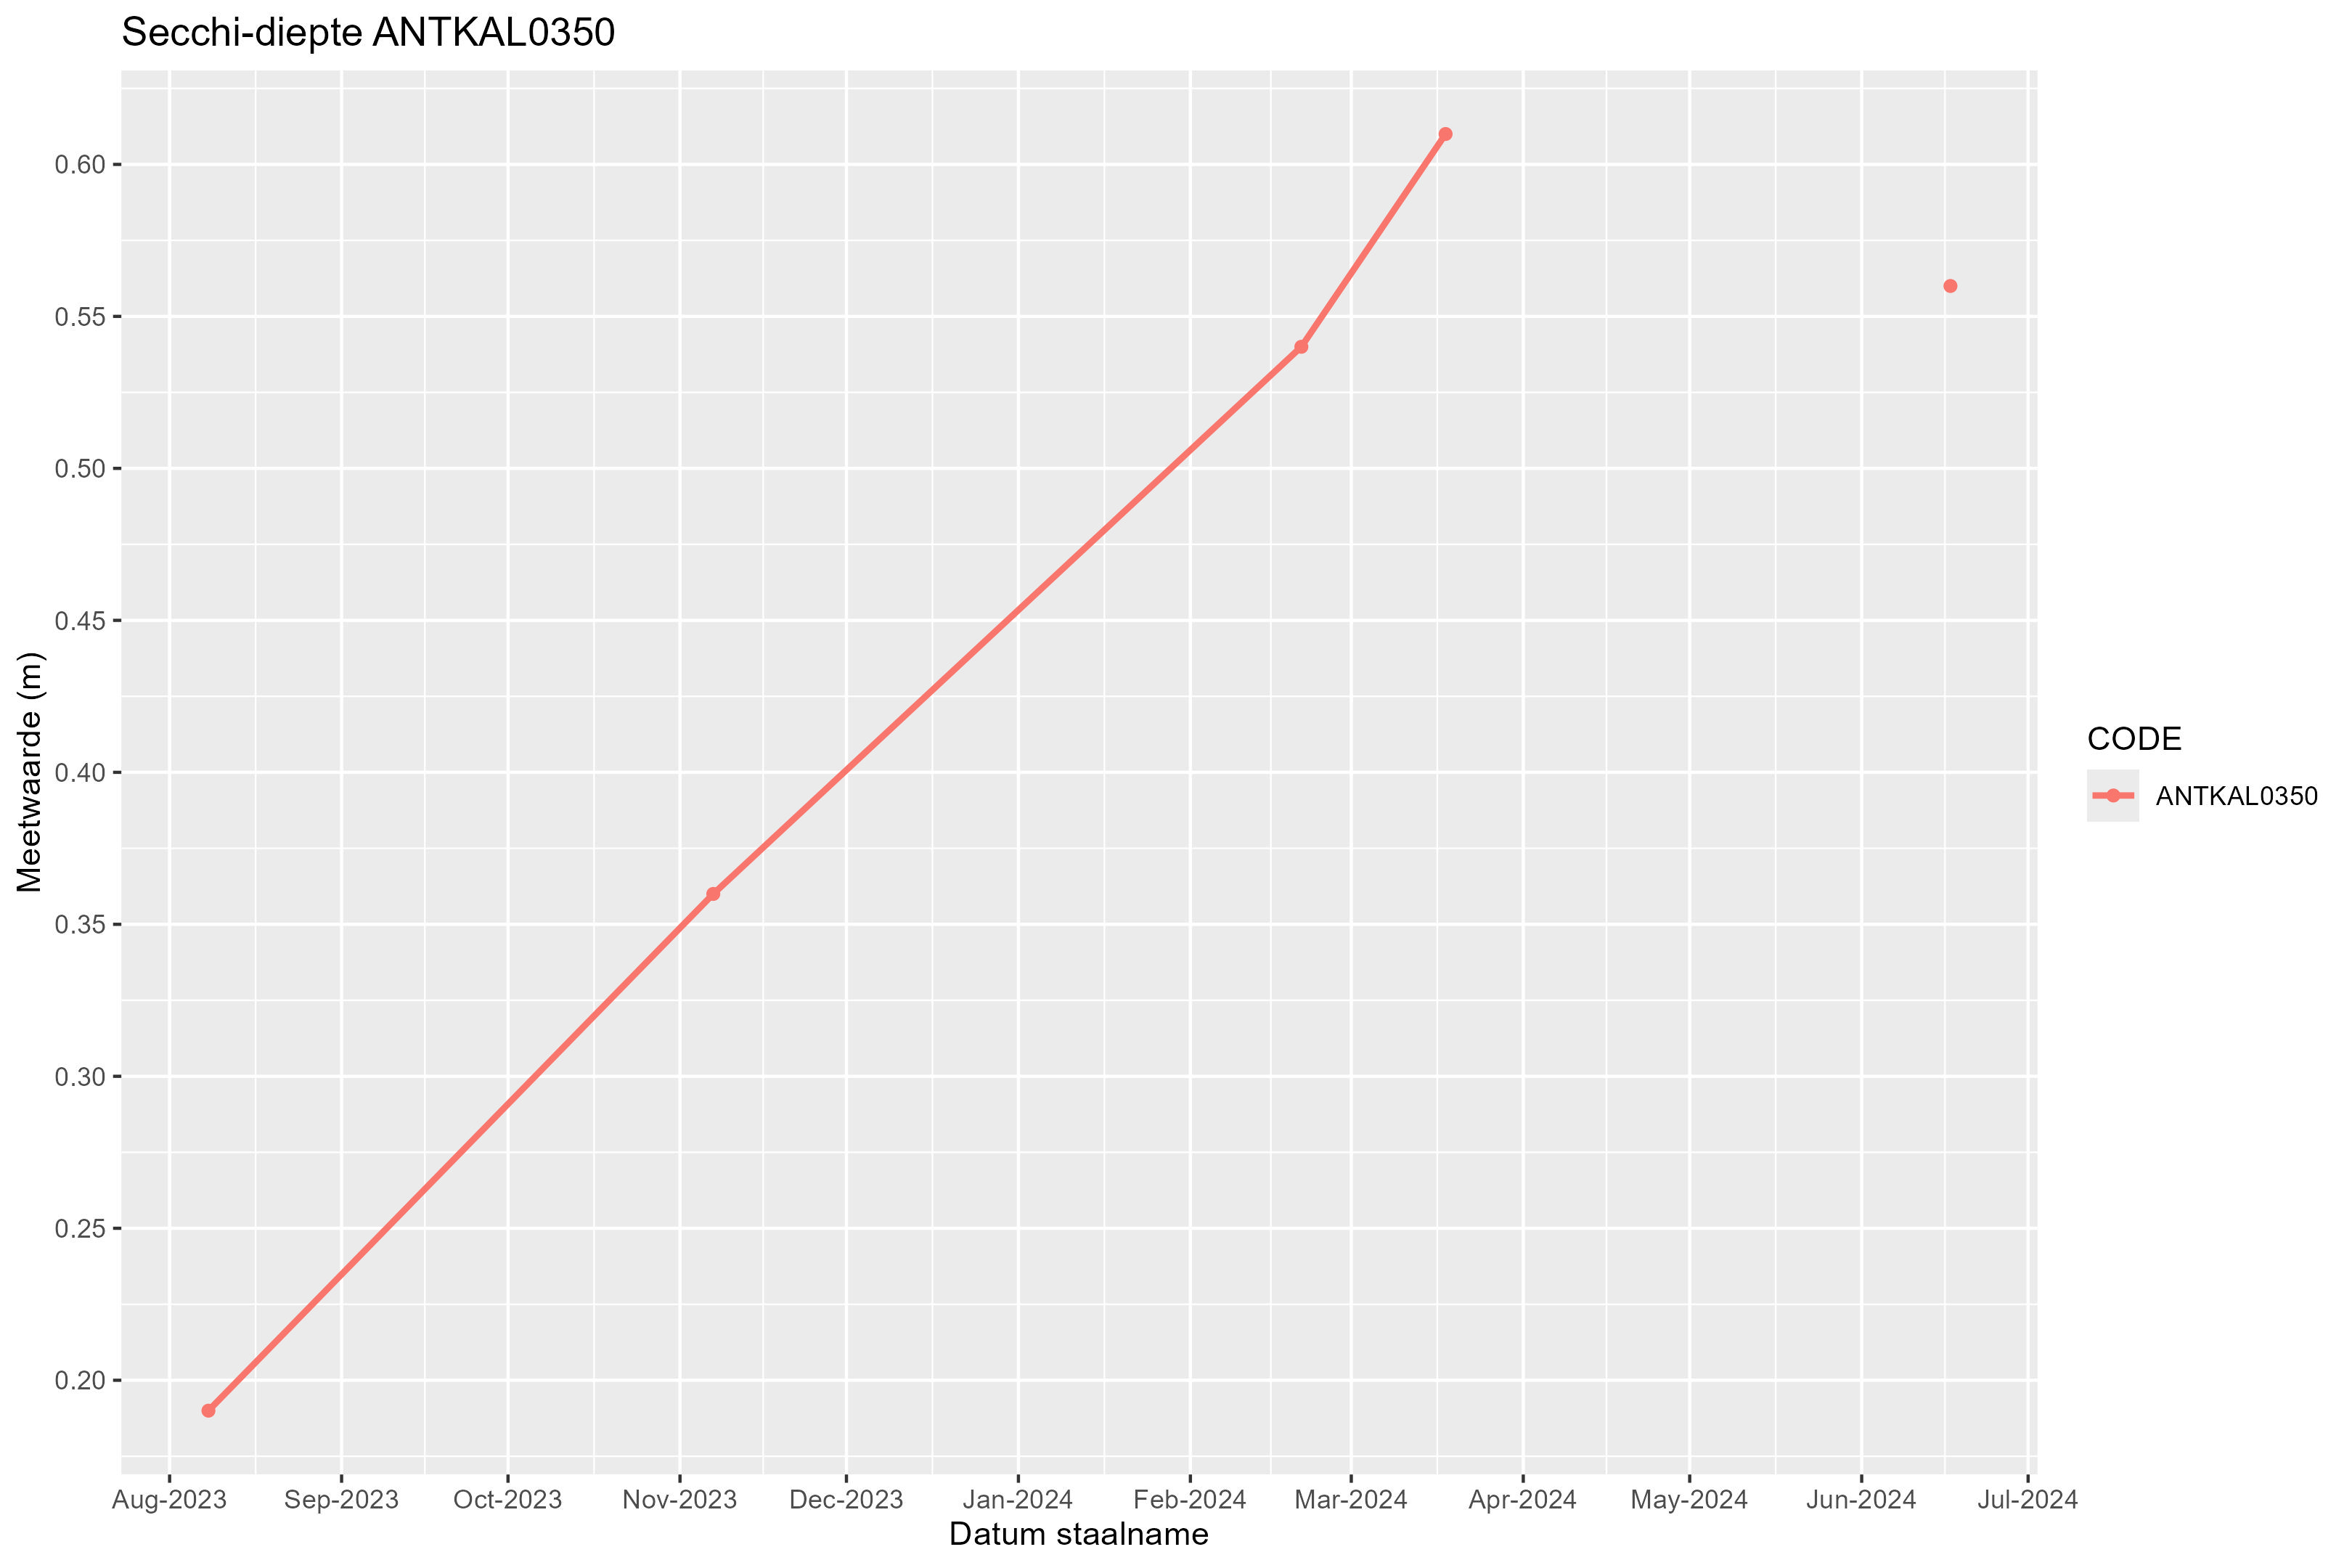 Secchi-diepte ANTKAL0350
Meetwaarde (m)
0.60
0.55
0.50
0.45
0.40
0.35
0.30
0.25
0.20
Aug-2023 Sep-2023 Oct-2023 Nov-2023 Dec-2023 Jan-2024 Feb-2024 Mar-2024 Apr-2024 May-2024 Jun-2024 Jul-2024
Datum staalname
CODE
ANTKAL0350